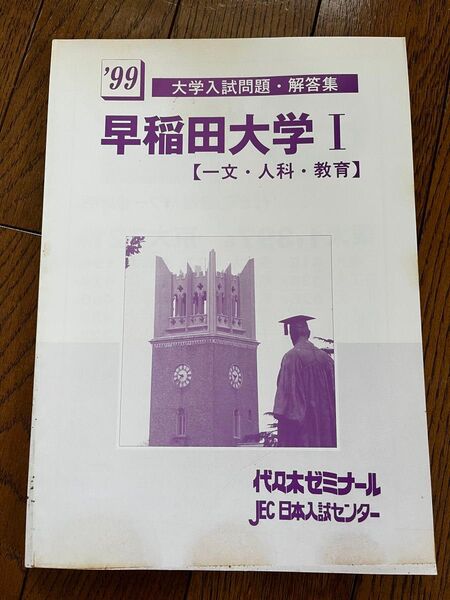 '99
大学入試問題・解答集
早稲田大学Ⅰ
【一文・人科・教育】
代々木ゼミナール
JEC 日本入試センター